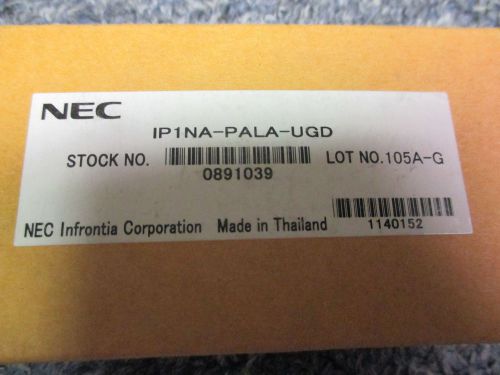 NEC
IP1NA-PALA-UGD
STOCK NO. LOT NO.105A-G
0891039
NEC Infrontia Corporation Made in Thailand 1140152